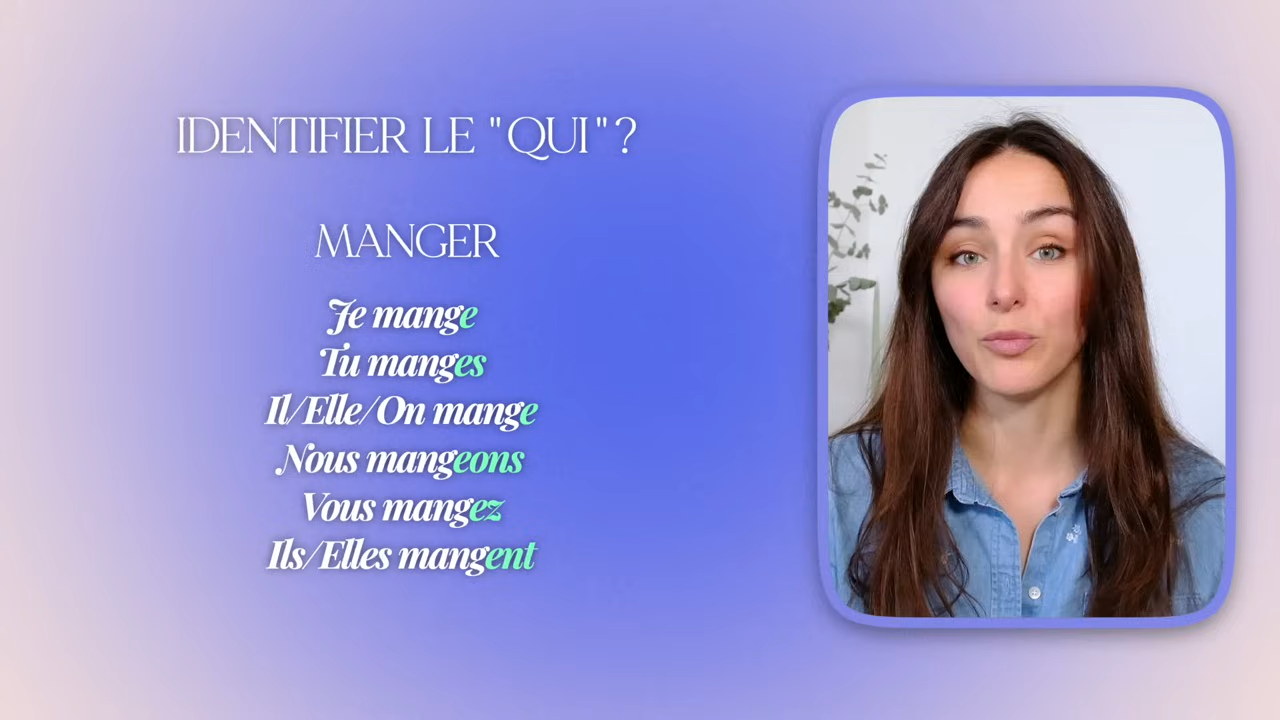 IDENTIFIER LE "QUI"?
MANGER
Je mange
Tu manges
Il/Elle/On mange
Nous mangeons
Vous mangez
Ils/Elles mangent